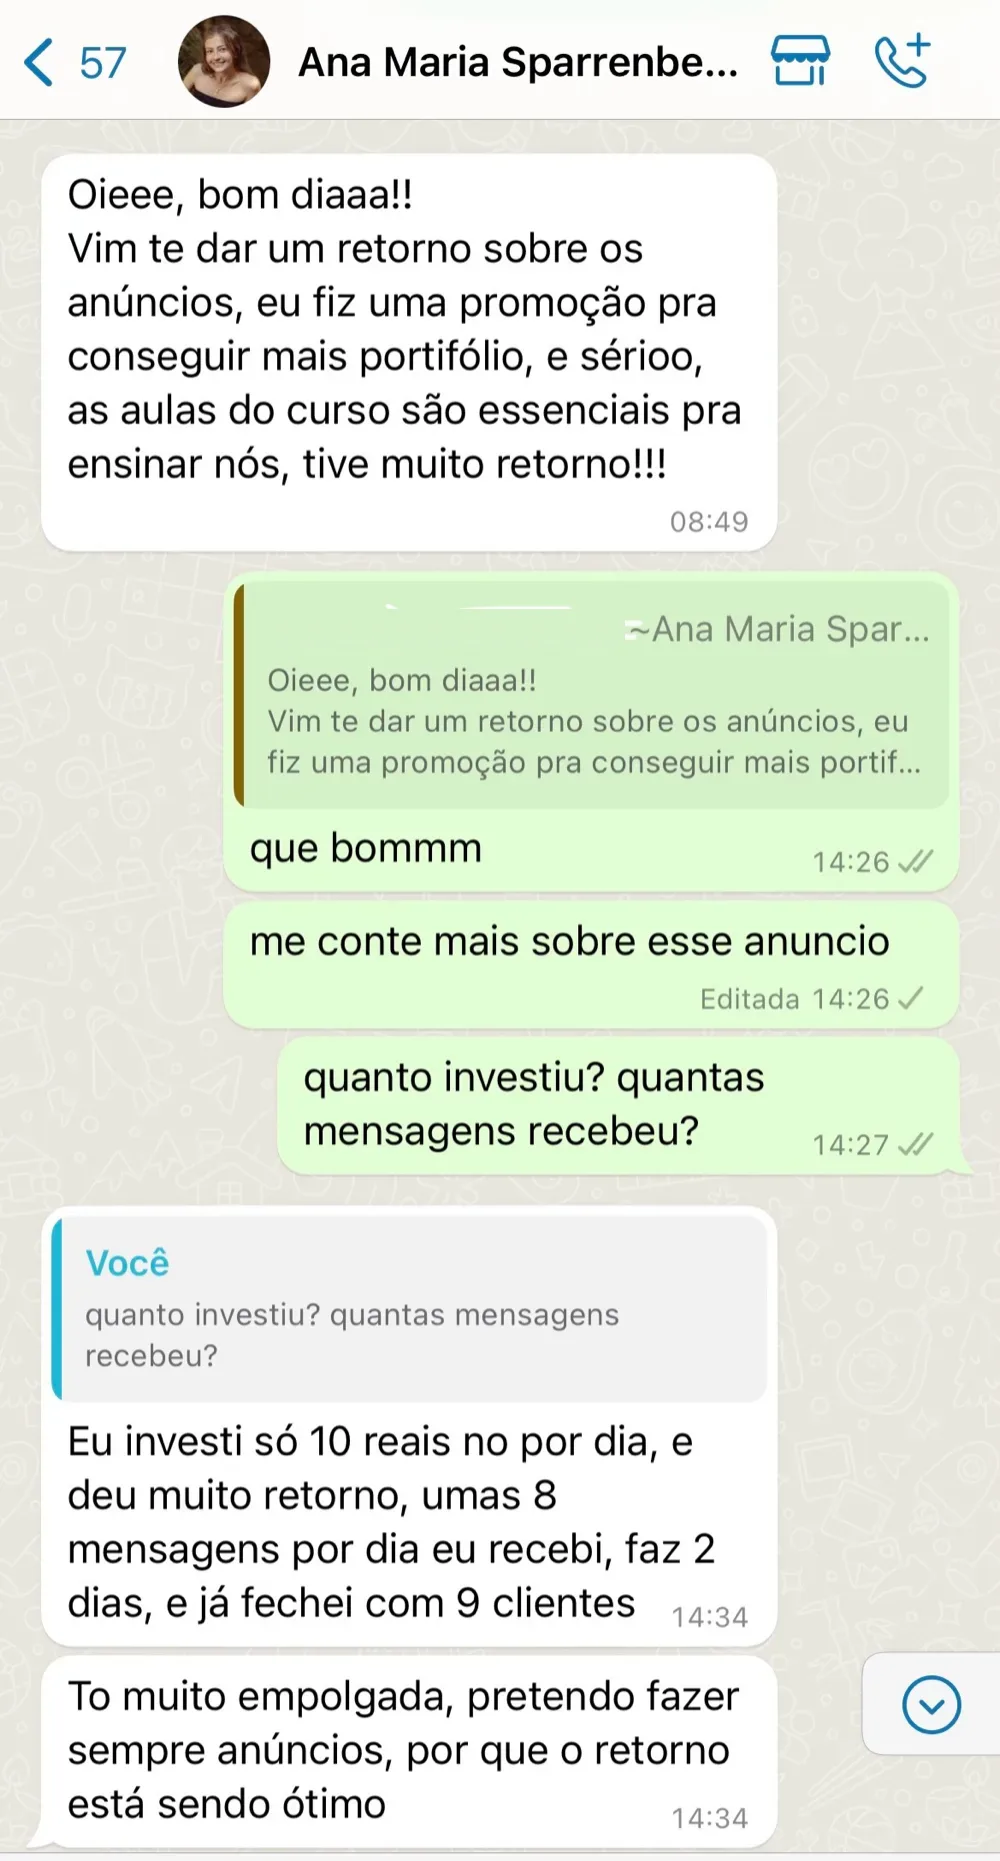 57
Ana Maria Sparrenbe...
Oieee, bom diaaa!!
Vim te dar um retorno sobre os
anúncios, eu fiz uma promoção pra
conseguir mais portifólio, e sérioo,
as aulas do curso são essenciais pra
ensinar nós, tive muito retorno!!!
08:49
~Ana Maria Spar...
Oieee, bom diaaa!!
Vim te dar um retorno sobre os anúncios, eu
fiz uma promoção pra conseguir mais portif...
que bommm
14:26
me conte mais sobre esse anuncio
Editada 14:26
quanto investiu? quantas
mensagens recebeu?
14:27
Você
quanto investiu? quantas mensagens
recebeu?
Eu investi só 10 reais no por dia, e
deu muito retorno, umas 8
mensagens por dia eu recebi, faz 2
dias, e já fechei com 9 clientes
14:34
To muito empolgada, pretendo fazer
sempre anúncios, por que o retorno
está sendo ótimo
14:34